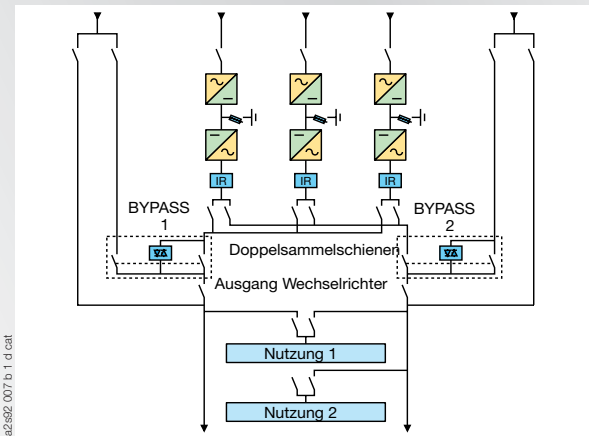 IR IR IR
BYPASS
1
BYPASS
2
Doppelsammelschienen
Ausgang Wechselrichter
Nutzung 1
Nutzung 2
a2s92 007 b 1 d cat